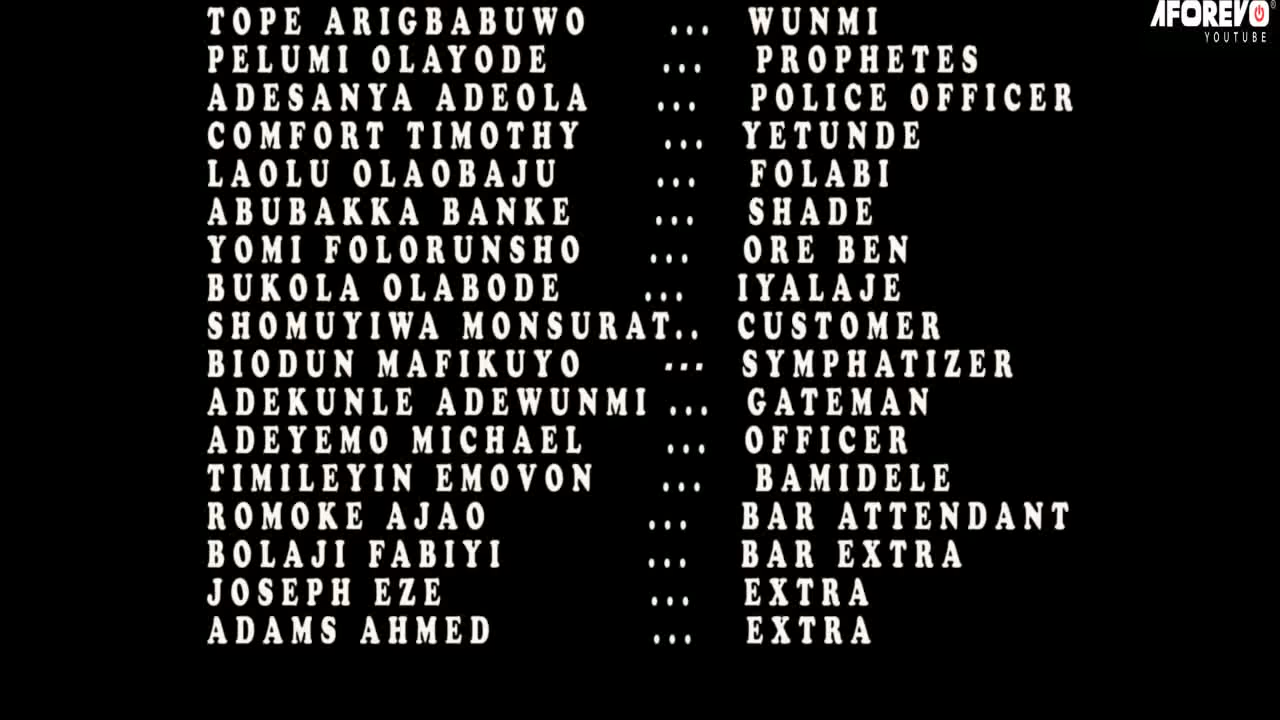 AFOREVO
YOUTUBE
TOPE ARIGBABUWO ... WUNMI
PELUMI OLAYODE ... PROPHETES
ADESANYA ADEOLA ... POLICE OFFICER
COMFORT TIMOTHY ... YETUNDE
LAOLU OLAOBAJU ... FOLABI
ABUBAKKA BANKE ... SHADE
YOMI FOLORUNSHO ... ORE BEN
BUKOLA OLABODE ... IYALAJE
SHOMUYIWA MONSURAT.. CUSTOMER
BIODUN MAFIKUYO --- SYMPHATIZER
ADEKUNLE ADEWUNMI ... GATEMAN
ADEYEMO MICHAEL ... OFFICER
TIMILEYIN EMOVON ... BAMIDELE
ROMOKE AJAO ... BAR ATTENDANT
BOLAJI FABIYI ... BAR EXTRA
JOSEPH EZE ... EXTRA
ADAMS AHMED ... EXTRA